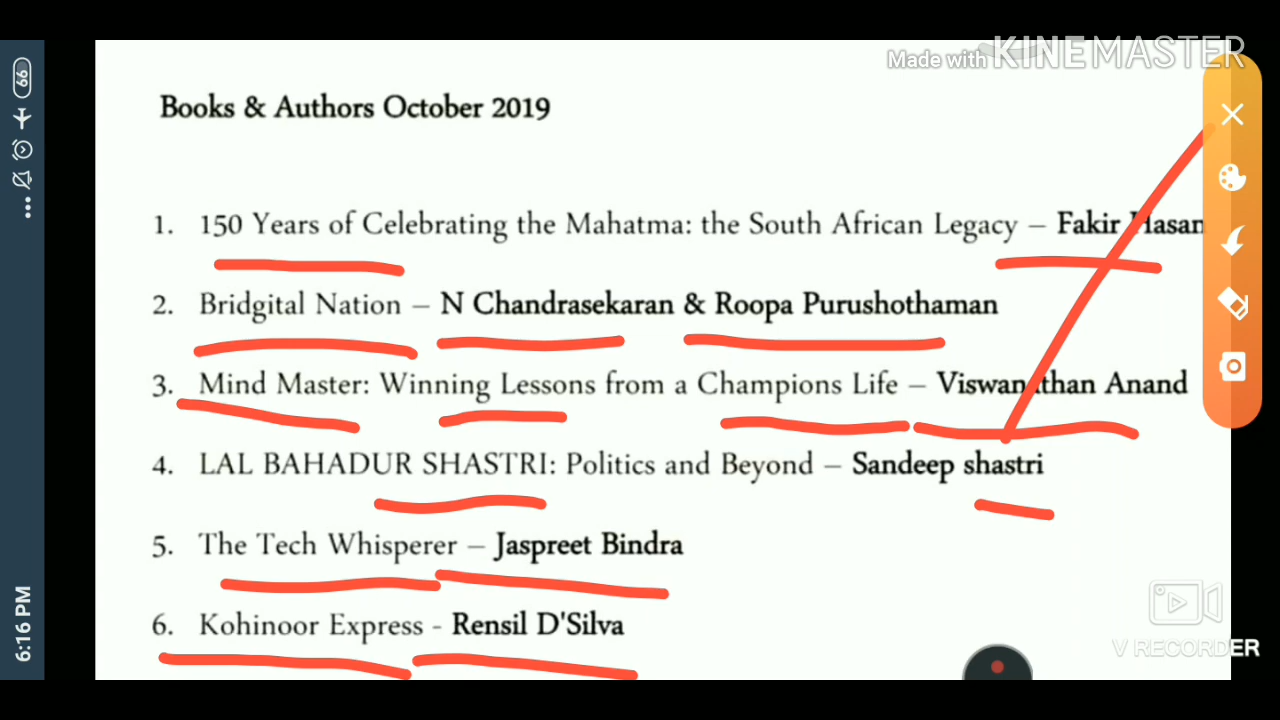 Made with KINEMASTER
Books & Authors October 2019
1. 150 Years of Celebrating the Mahatma: the South African Legacy – Fakir Hasan
2. Bridgital Nation – N Chandrasekaran & Roopa Purushothaman
3. Mind Master: Winning Lessons from a Champions Life – Viswanathan Anand
4. LAL BAHADUR SHASTRI: Politics and Beyond – Sandeep shastri
5. The Tech Whisperer – Jaspreet Bindra
6. Kohinoor Express - Rensil D'Silva
V RECORDER
66
6:16 PM